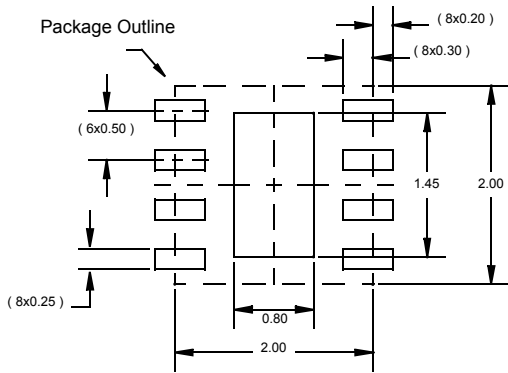 ( 8x0.20 )
Package Outline
( 8x0.30 )
( 6x0.50 )
1.45
2.00
( 8x0.25 )
0.80
2.00